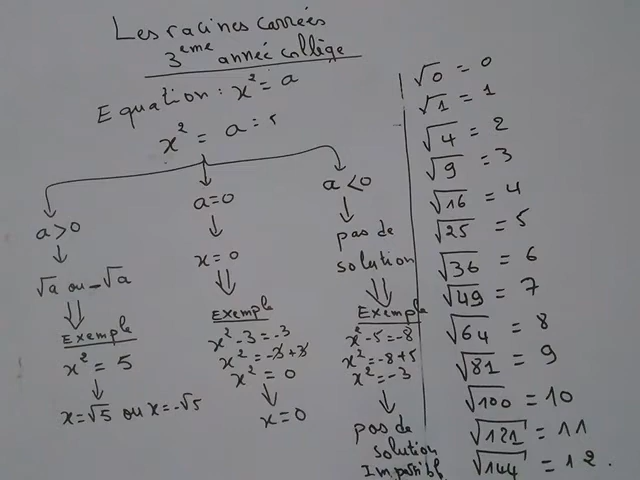 Les racines carrées
3ème année collège
Equation : x² = a
x² = a
a>0
√a ou -√a
Exemple
x² = 5
x=√5 ou x=-√5
a=0
x=0
Exemple
x²-3=-3
x²=-3+3
x²=0
x=0
a<0
pas de
solution
Exemple
x²-5=-8
x²=-8+5
x²=-3
pas de
solution
Impossibl
√0 = 0
√1 = 1
√4 = 2
√9 = 3
√16 = 4
√25 = 5
√36 = 6
√49 = 7
√64 = 8
√81 = 9
√100 = 10
√121 = 11
√144 = 12.